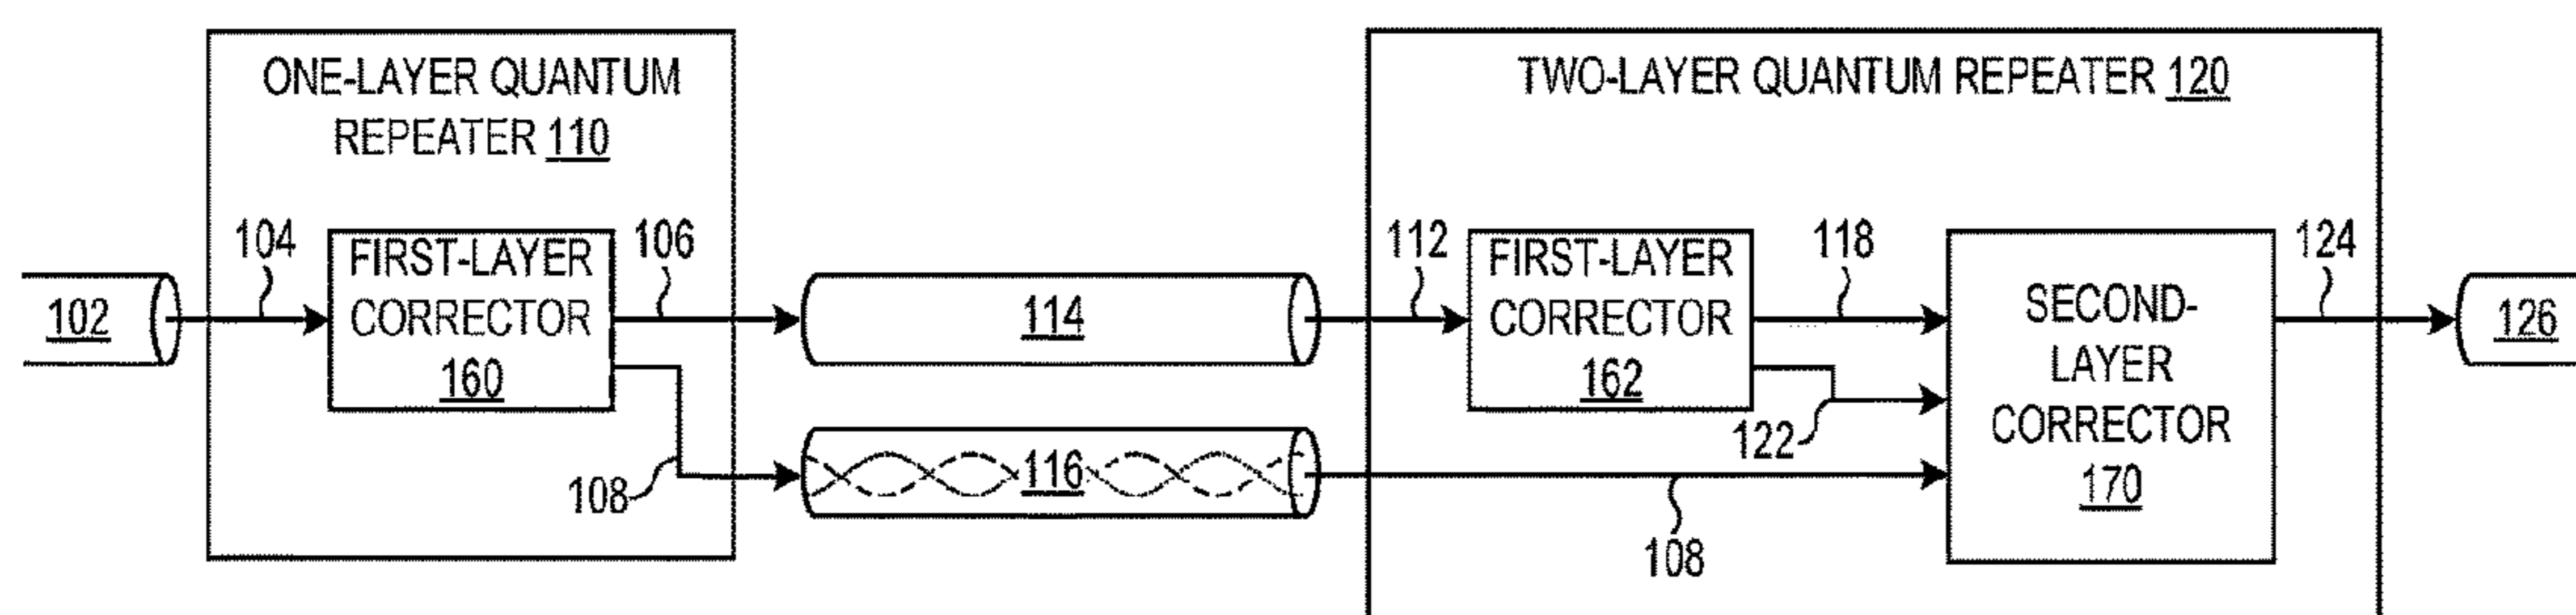 ONE-LAYER QUANTUM
REPEATER 110
TWO-LAYER QUANTUM REPEATER 120
102
104
FIRST-LAYER
CORRECTOR
160
106
108
114
116
112
FIRST-LAYER
CORRECTOR
162
118
122
108
SECOND-
LAYER
CORRECTOR
170
124
126